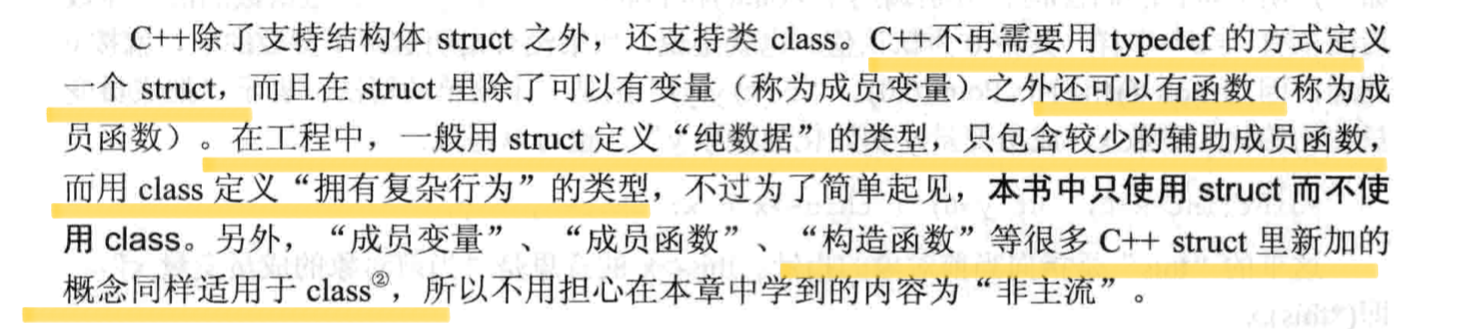 C++除了支持结构体 struct 之外，还支持类 class。C++不再需要用 typedef 的方式定义
一个 struct，而且在 struct 里除了可以有变量（称为成员变量）之外还可以有函数（称为成
员函数）。在工程中，一般用 struct 定义“纯数据”的类型，只包含较少的辅助成员函数，
而用 class 定义“拥有复杂行为”的类型，不过为了简单起见，本书中只使用 struct 而不使
用 class。另外，“成员变量”、“成员函数”、“构造函数”等很多 C++ struct 里新加的
概念同样适用于 class②，所以不用担心在本章中学到的内容为“非主流”。